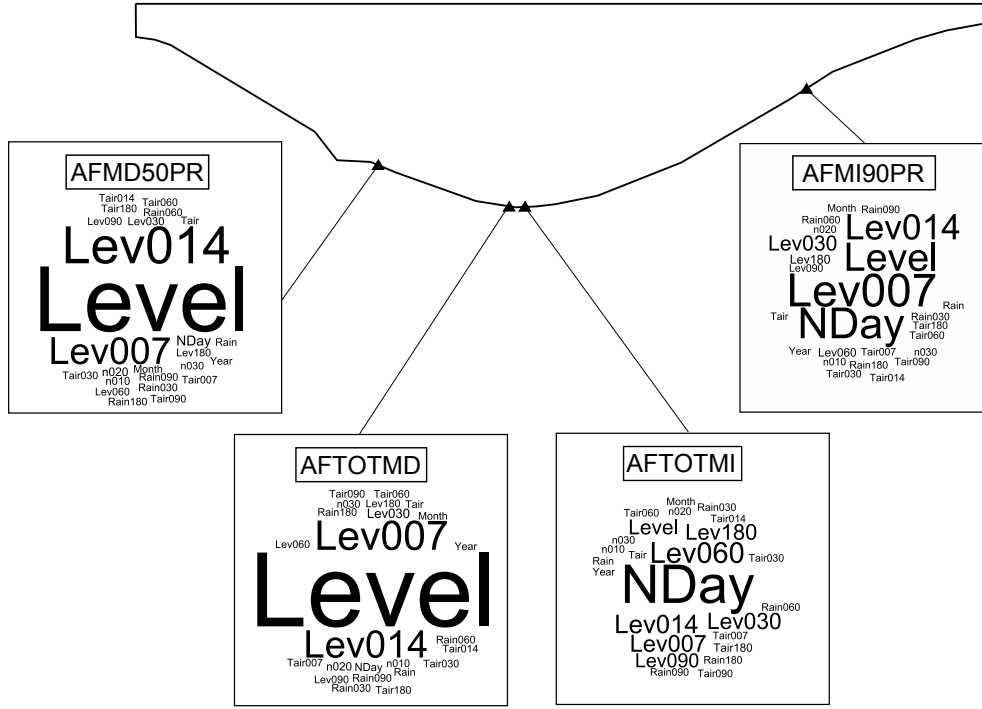 AFMD50PR
Tair014 Tair060
Tair180 Rain060
Lev090 Lev030 Tair
Lev014
Level
Lev007 NDay Rain
Lev180 Year
Tair030 n020 Month n030
n010 Rain090 Tair007
Lev060 Rain030
Rain180 Tair090
AFMI90PR
Month Rain090
Rain060 Lev014
n020
Lev030 Level
Lev180
Lev090
Lev007
Rain
Tair NDay Rain030
Tair180
Tair060
Year Lev060 Tair007 n030
n010 Rain180 Tair090
Tair030 Tair014
AFTOTMD
Tair090 Tair060
n030 Lev180 Tair
Rain180 Lev030 Month
Lev007
Lev060 Year
Level
Lev014 Rain060
Tair014
Tair007 n020 NDay n010 Tair030
Lev090 Rain090 Rain
Rain030 Tair180
AFTOTMI
Month Rain030
Tair060 n020
Tair014
Level Lev180
n030
n010 Tair Lev060 Tair030
Rain
Year NDay
Rain060
Lev014 Lev030
Lev007 Tair007
Tair180
Lev090 Rain180
Rain090 Tair090